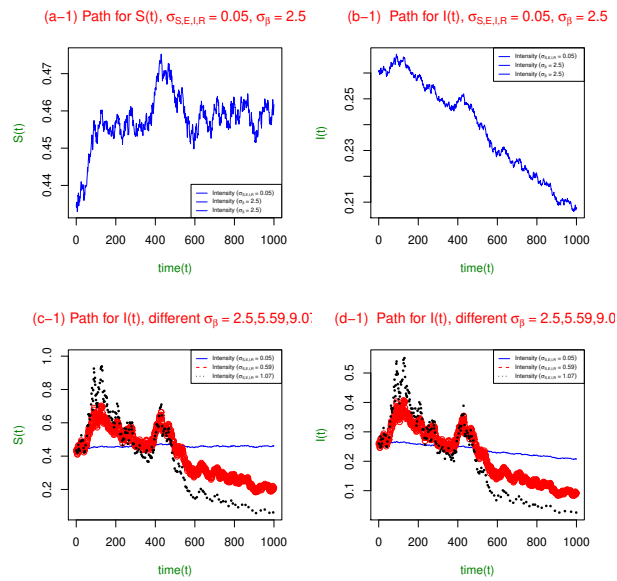 (a-1) Path for S(t), σS,E,I,R = 0.05, σβ = 2.5
S(t)
0.47
0.46
0.45
0.44
Intensity (σS,E,I,R = 0.05)
Intensity (σβ = 2.5)
Intensity (σβ = 2.5)
0 200 400 600 800 1000
time(t)
(b-1) Path for I(t), σS,E,I,R = 0.05, σβ = 2.5
I(t)
0.25
0.23
0.21
Intensity (σS,E,I,R = 0.05)
Intensity (σβ = 2.5)
Intensity (σβ = 2.5)
0 200 400 600 800 1000
time(t)
(c-1) Path for I(t), different σβ = 2.5,5.59,9.07
S(t)
1.0
0.8
0.6
0.4
0.2
Intensity (σS,E,I,R = 0.05)
Intensity (σS,E,I,R = 0.59)
Intensity (σS,E,I,R = 1.07)
0 200 400 600 800 1000
time(t)
(d-1) Path for I(t), different σβ = 2.5,5.59,9.0
I(t)
0.5
0.4
0.3
0.2
0.1
Intensity (σS,E,I,R = 0.05)
Intensity (σS,E,I,R = 0.59)
Intensity (σS,E,I,R = 1.07)
0 200 400 600 800 1000
time(t)